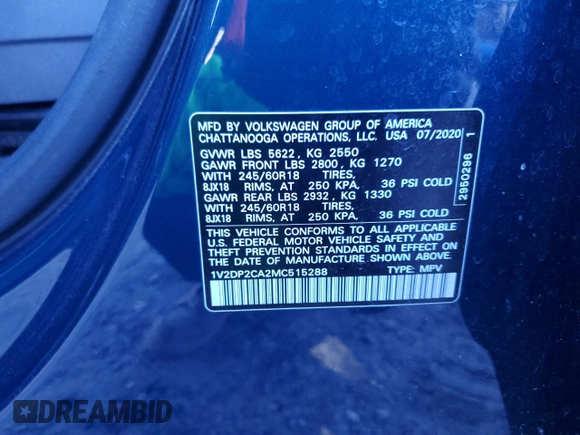 MFD BY VOLKSWAGEN GROUP OF AMERICA
CHATTANOOGA OPERATIONS, LLC. USA 07/2020
GVWR LBS 5622, KG 2550
GAWR FRONT LBS 2800, KG 1270
WITH 245/60R18 TIRES,
8JX18 RIMS, AT 250 KPA, 36 PSI COLD
GAWR REAR LBS 2932, KG 1330
WITH 245/60R18 TIRES,
8JX18 RIMS, AT 250 KPA, 36 PSI COLD
THIS VEHICLE CONFORMS TO ALL APPLICABLE
U.S. FEDERAL MOTOR VEHICLE SAFETY AND
THEFT PREVENTION STANDARDS IN EFFECT ON
THE DATE OF MANUFACTURE SHOWN ABOVE.
1V2DP2CA2MC515288 TYPE: MPV
2950296 1
DREAMBID